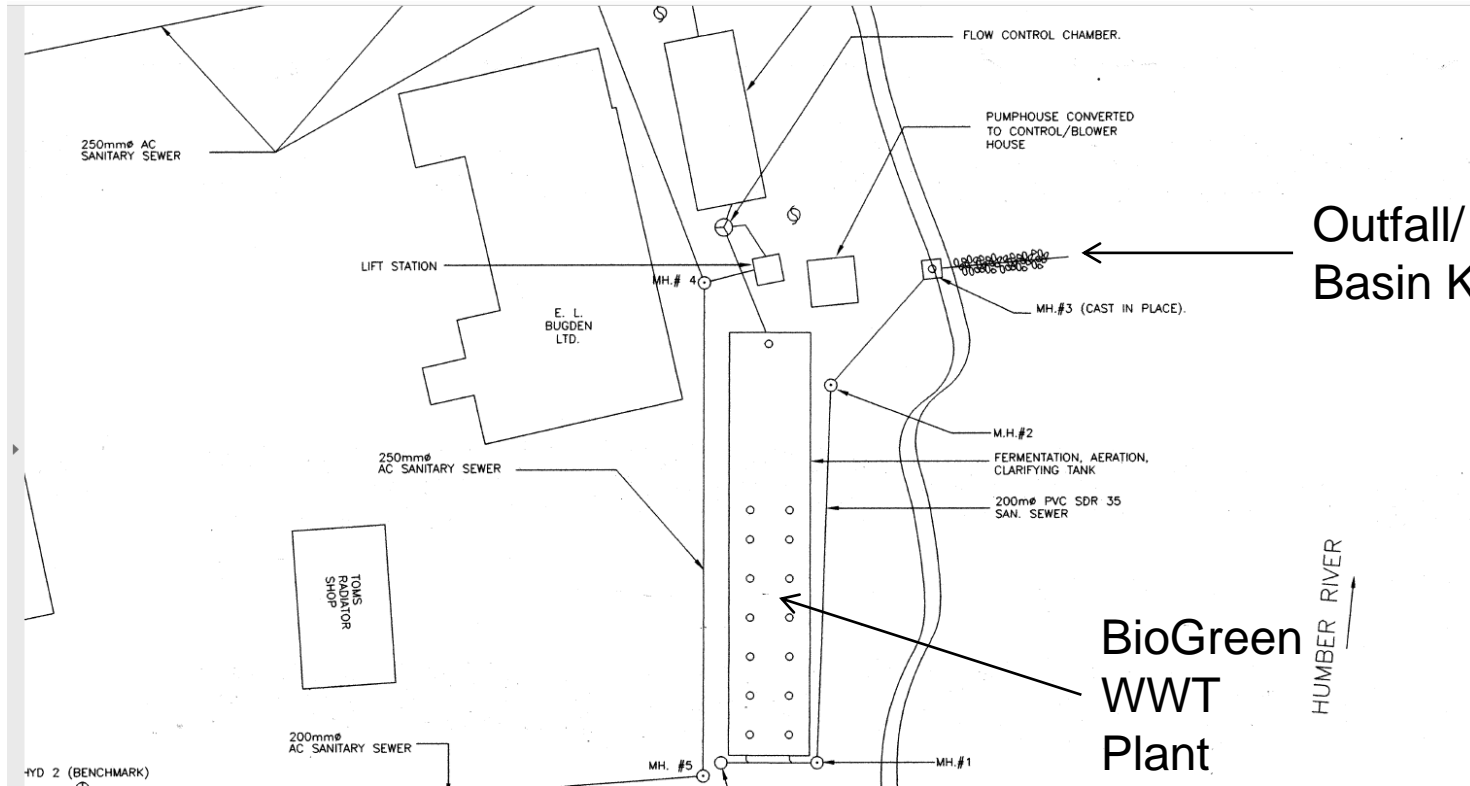 FLOW CONTROL CHAMBER.
PUMPHOUSE CONVERTED
TO CONTROL/BLOWER
HOUSE
250mmø AC
SANITARY SEWER
Outfall/
Basin K
LIFT STATION
MH.# 4
MH.#3 (CAST IN PLACE).
E. L.
BUGDEN
LTD.
M.H.#2
250mmø
AC SANITARY SEWER
FERMENTATION, AERATION,
CLARIFYING TANK
200mø PVC SDR 35
SAN. SEWER
TOMS
RADIATOR
SHOP
HUMBER RIVER
BioGreen
WWT
Plant
200mmø
AC SANITARY SEWER
MH. #5
MH.#1
HYD 2 (BENCHMARK)